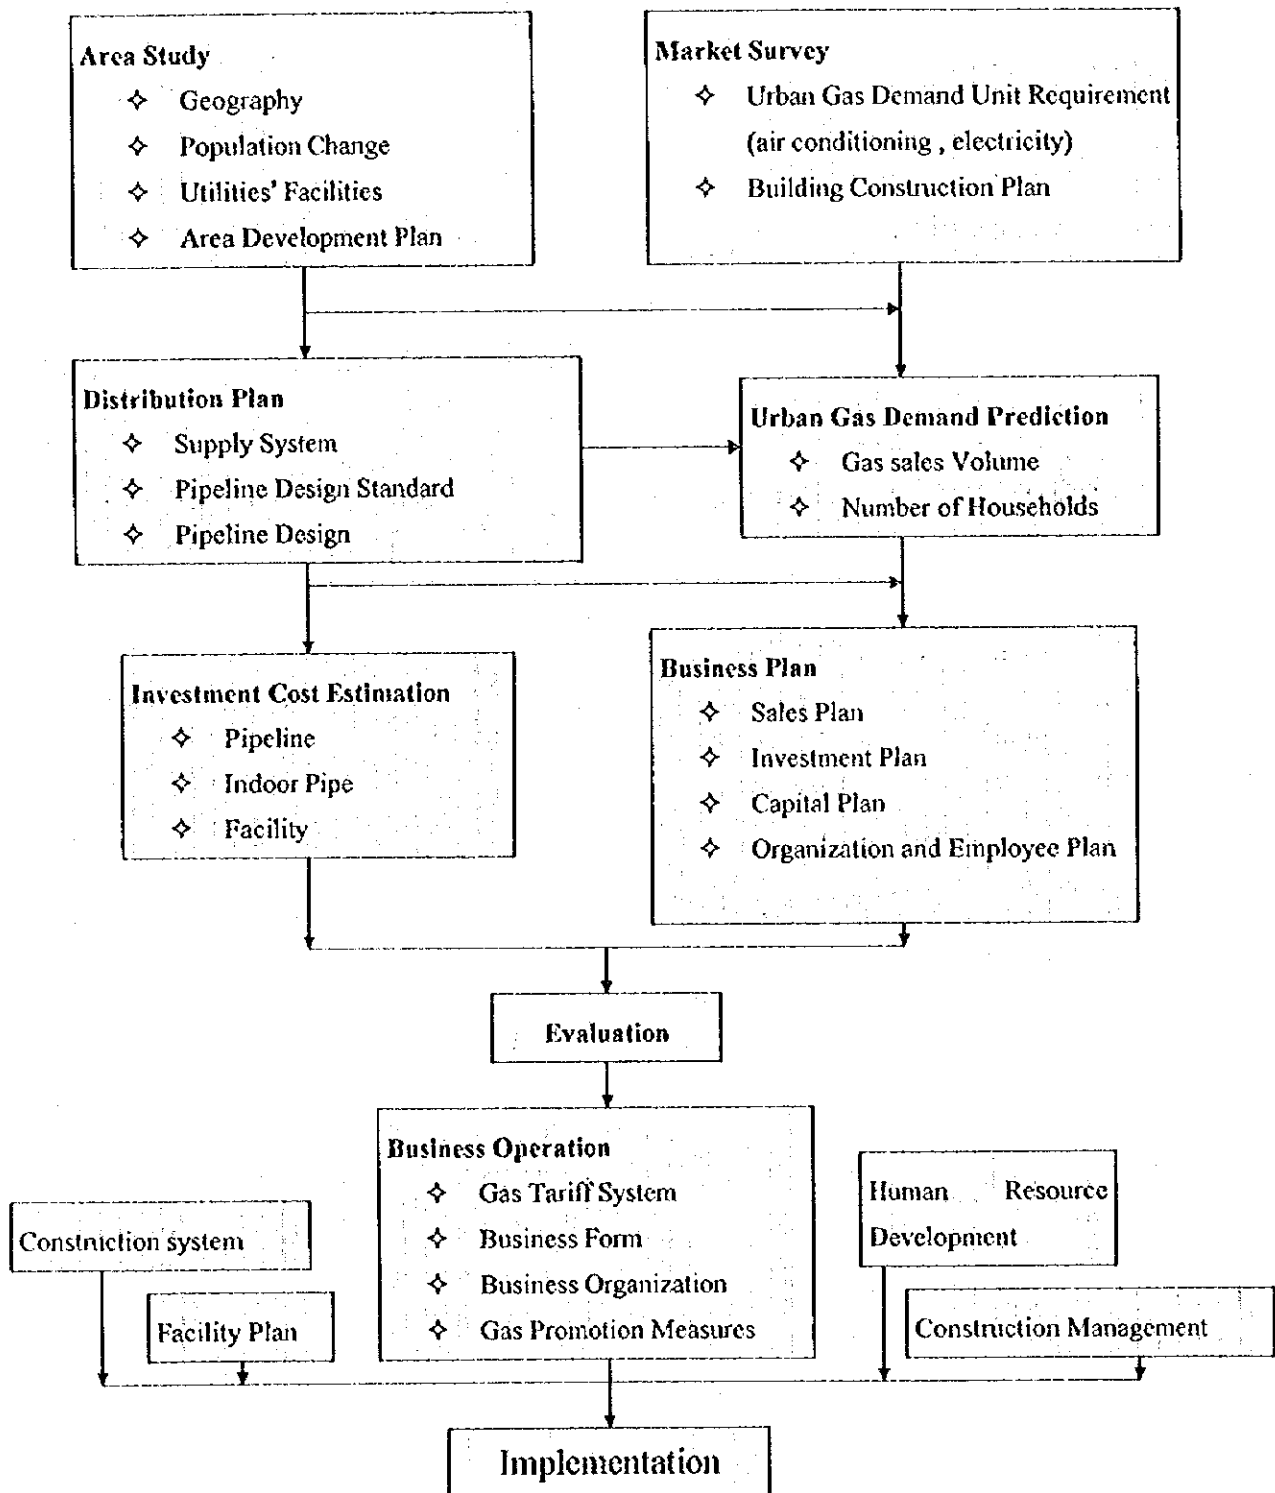 Area Study
✧ Geography
✧ Population Change
✧ Utilities' Facilities
✧ Area Development Plan
Market Survey
✧ Urban Gas Demand Unit Requirement
(air conditioning , electricity)
✧ Building Construction Plan
Distribution Plan
✧ Supply System
✧ Pipeline Design Standard
✧ Pipeline Design
Urban Gas Demand Prediction
✧ Gas sales Volume
✧ Number of Households
Investment Cost Estimation
✧ Pipeline
✧ Indoor Pipe
✧ Facility
Business Plan
✧ Sales Plan
✧ Investment Plan
✧ Capital Plan
✧ Organization and Employee Plan
Evaluation
Business Operation
✧ Gas Tariff System
✧ Business Form
✧ Business Organization
✧ Gas Promotion Measures
Construction system
Facility Plan
Human Resource
Development
Construction Management
Implementation